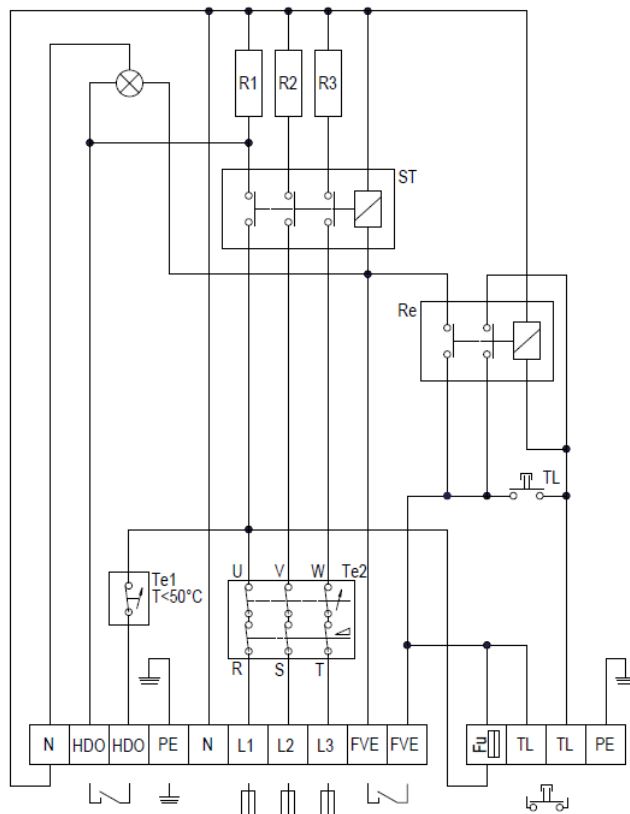 R1 R2 R3
ST
Re
TL
Te1
T<50°C
U V W Te2
R S T
N HDO HDO PE N L1 L2 L3 FVE FVE Fu TL TL PE